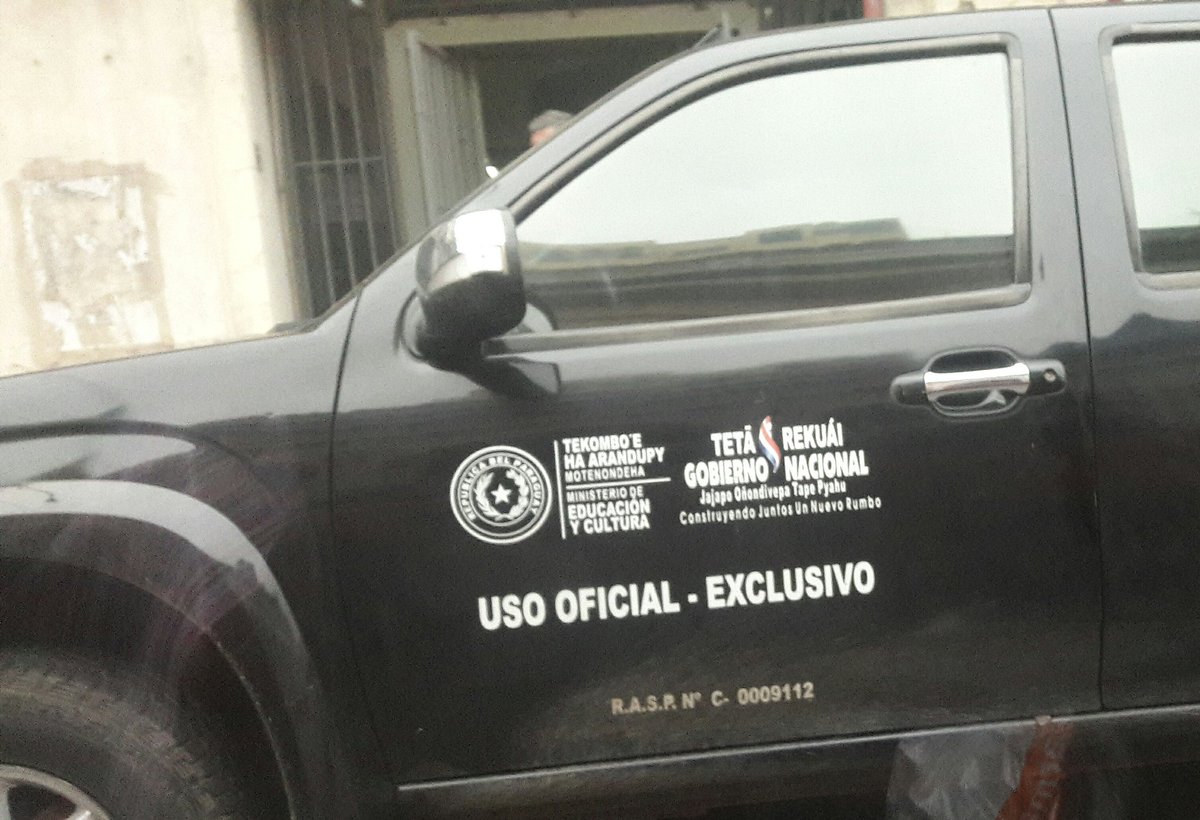 REPUBLICA DEL PARAGUAY
TEKOMBO'E
HA ARANDUPY
MOTENONDEHA
MINISTERIO DE
EDUCACIÓN
Y CULTURA
TETÃ REKUÁI
GOBIERNO NACIONAL
Jajapo Oñondivepa Tape Pyahu
Construyendo Juntos Un Nuevo Rumbo
USO OFICIAL - EXCLUSIVO
R.A.S.P. Nº C- 0009112